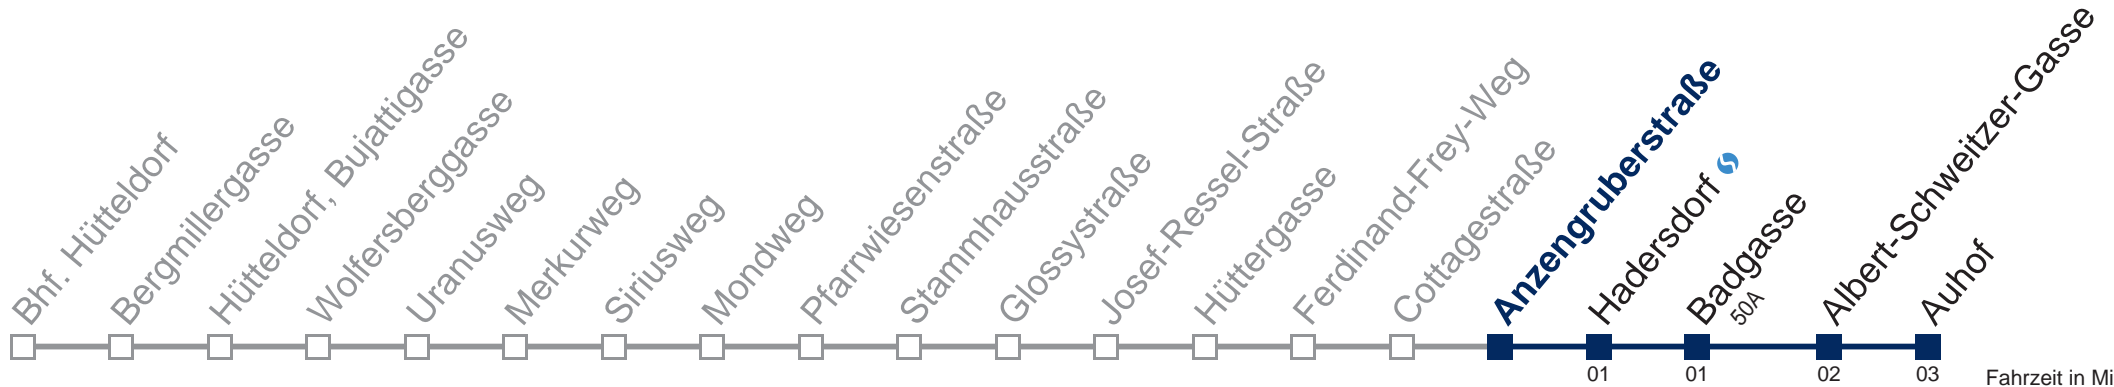 Bhf. Hütteldorf
Bergmillergasse
Hütteldorf, Bujattigasse
Wolfersberggasse
Uranusweg
Merkurweg
Siriusweg
Mondweg
Pfarrwiesenstraße
Stammhausstraße
Glossystraße
Josef-Ressel-Straße
Hüttergasse
Ferdinand-Frey-Weg
Cottagestraße
Anzengruberstraße
Hadersdorf
Badgasse
50A
Albert-Schweitzer-Gasse
Auhof
01 01 02 03 Fahrzeit in Mi